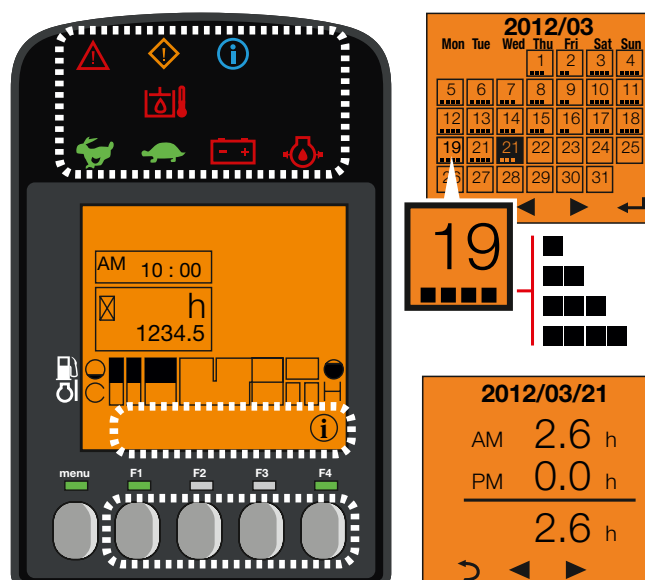 AM 10 : 00
h
1234.5
C H
menu F1 F2 F3 F4
2012/03
Mon Tue Wed Thu Fri Sat Sun
1 2 3 4
5 6 7 8 9 10 11
12 13 14 15 16 17 18
19 21 21 22 23 24 25
26 27 28 29 30 31
19
2012/03/21
AM 2.6 h
PM 0.0 h
2.6 h